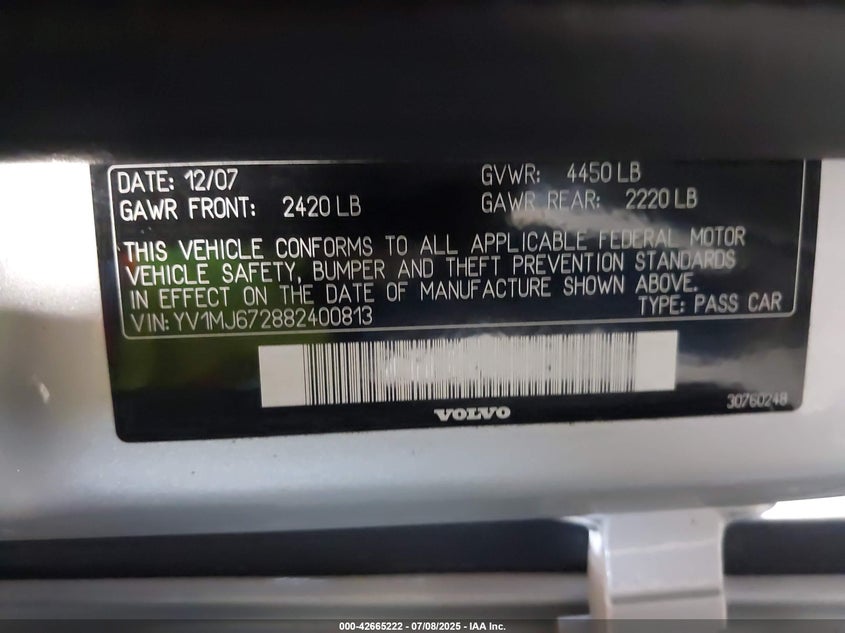 DATE: 12/07 GVWR: 4450 LB
GAWR FRONT: 2420 LB GAWR REAR: 2220 LB
THIS VEHICLE CONFORMS TO ALL APPLICABLE FEDERAL MOTOR
VEHICLE SAFETY, BUMPER AND THEFT PREVENTION STANDARDS
IN EFFECT ON THE DATE OF MANUFACTURE SHOWN ABOVE.
VIN: YV1MJ672882400813 TYPE: PASS CAR
VOLVO
30760248
000-42665222 - 07/08/2025 - IAA Inc.